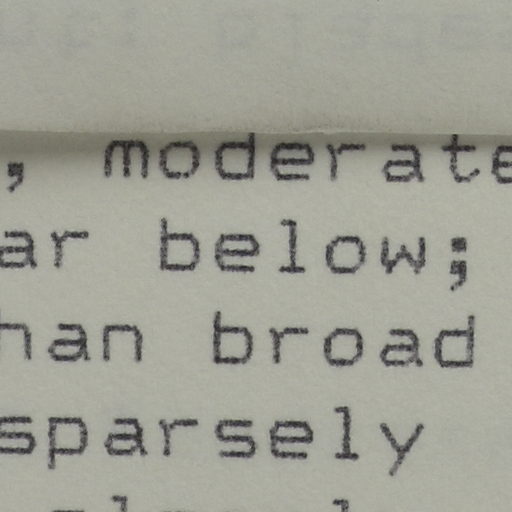 , moderate
ar below;
han broad
sparsely